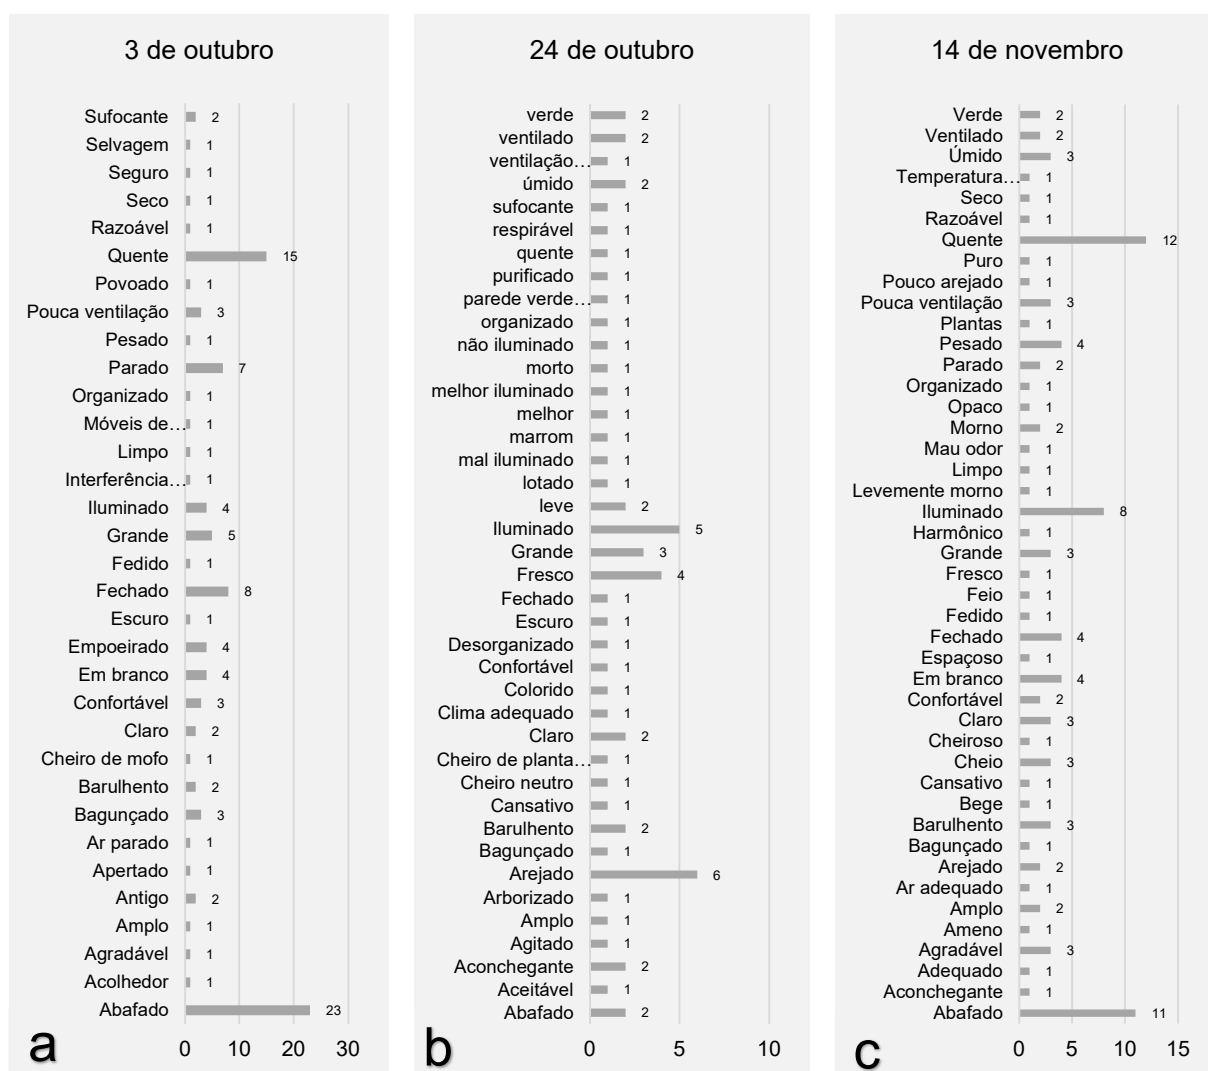 3 de outubro
Sufocante 2
Selvagem 1
Seguro 1
Seco 1
Razoável 1
Quente 15
Povoado 1
Pouca ventilação 3
Pesado 1
Parado 7
Organizado 1
Móveis de… 1
Limpo 1
Interferência… 1
Iluminado 4
Grande 5
Fedido 1
Fechado 8
Escuro 1
Empoeirado 4
Em branco 4
Confortável 3
Claro 2
Cheiro de mofo 1
Barulhento 2
Bagunçado 3
Ar parado 1
Apertado 1
Antigo 2
Amplo 1
Agradável 1
Acolhedor 1
Abafado 23
0 10 20 30
a
24 de outubro
verde 2
ventilado 2
ventilação… 1
úmido 2
sufocante 1
respirável 1
quente 1
purificado 1
parede verde… 1
organizado 1
não iluminado 1
morto 1
melhor iluminado 1
melhor 1
marrom 1
mal iluminado 1
lotado 1
leve 2
Iluminado 5
Grande 3
Fresco 4
Fechado 1
Escuro 1
Desorganizado 1
Confortável 1
Colorido 1
Clima adequado 1
Claro 2
Cheiro de planta… 1
Cheiro neutro 1
Cansativo 1
Barulhento 2
Bagunçado 1
Arejado 6
Arborizado 1
Amplo 1
Agitado 1
Aconchegante 2
Aceitável 1
Abafado 2
0 5 10
b
14 de novembro
Verde 2
Ventilado 2
Úmido 3
Temperatura… 1
Seco 1
Razoável 1
Quente 12
Puro 1
Pouco arejado 1
Pouca ventilação 3
Plantas 1
Pesado 4
Parado 2
Organizado 1
Opaco 1
Morno 2
Mau odor 1
Limpo 1
Levemente morno 1
Iluminado 8
Harmônico 1
Grande 3
Fresco 1
Feio 1
Fedido 1
Fechado 4
Espaçoso 1
Em branco 4
Confortável 2
Claro 3
Cheiroso 1
Cheio 3
Cansativo 1
Bege 1
Barulhento 3
Bagunçado 1
Arejado 2
Ar adequado 1
Amplo 2
Ameno 1
Agradável 3
Adequado 1
Aconchegante 1
Abafado 11
0 5 10 15
c